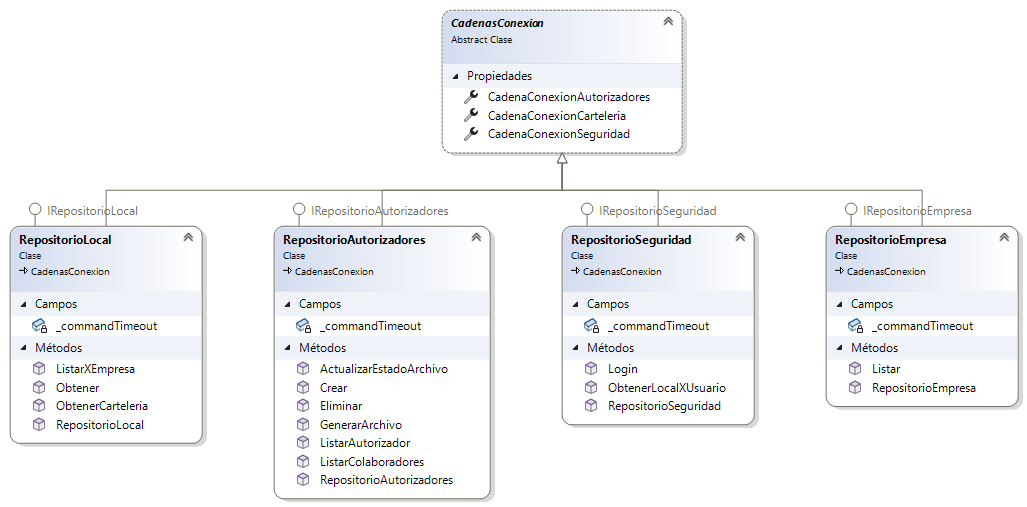 CadenasConexion
Abstract Clase
Propiedades
CadenaConexionAutorizadores
CadenaConexionCarteleria
CadenaConexionSeguridad
IRepositorioLocal
RepositorioLocal
Clase
CadenasConexion
Campos
_commandTimeout
Métodos
ListarXEmpresa
Obtener
ObtenerCarteleria
RepositorioLocal
IRepositorioAutorizadores
RepositorioAutorizadores
Clase
CadenasConexion
Campos
_commandTimeout
Métodos
ActualizarEstadoArchivo
Crear
Eliminar
GenerarArchivo
ListarAutorizador
ListarColaboradores
RepositorioAutorizadores
IRepositorioSeguridad
RepositorioSeguridad
Clase
CadenasConexion
Campos
_commandTimeout
Métodos
Login
ObtenerLocalXUsuario
RepositorioSeguridad
IRepositorioEmpresa
RepositorioEmpresa
Clase
CadenasConexion
Campos
_commandTimeout
Métodos
Listar
RepositorioEmpresa